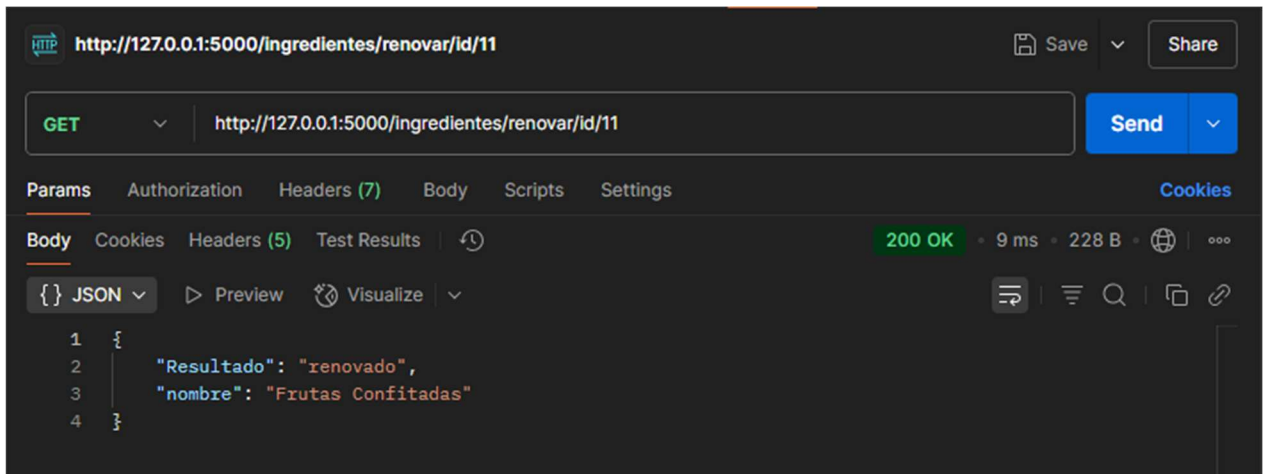 HTTP http://127.0.0.1:5000/ingredientes/renovar/id/11 Save Share
GET http://127.0.0.1:5000/ingredientes/renovar/id/11 Send
Params Authorization Headers (7) Body Scripts Settings Cookies
Body Cookies Headers (5) Test Results 200 OK • 9 ms • 228 B •
{} JSON Preview Visualize
1 {
2 "Resultado": "renovado",
3 "nombre": "Frutas Confitadas"
4 }